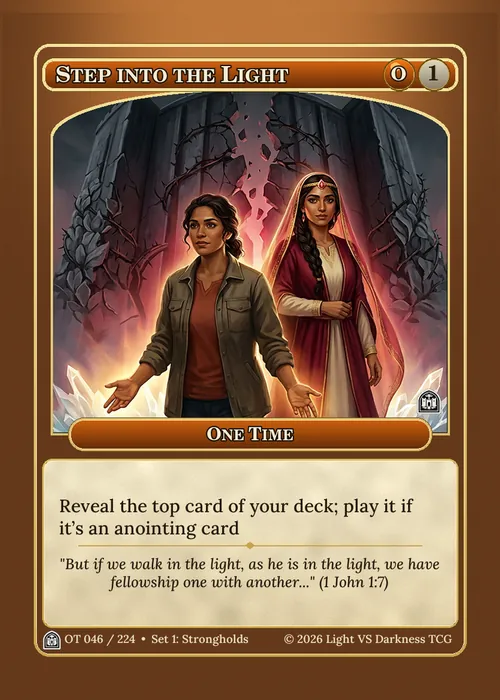 Step into the Light O 1
One Time
Reveal the top card of your deck; play it if
it's an anointing card
"But if we walk in the light, as he is in the light, we have
fellowship one with another..." (1 John 1:7)
OT 046 / 224 • Set 1: Strongholds © 2026 Light VS Darkness TCG